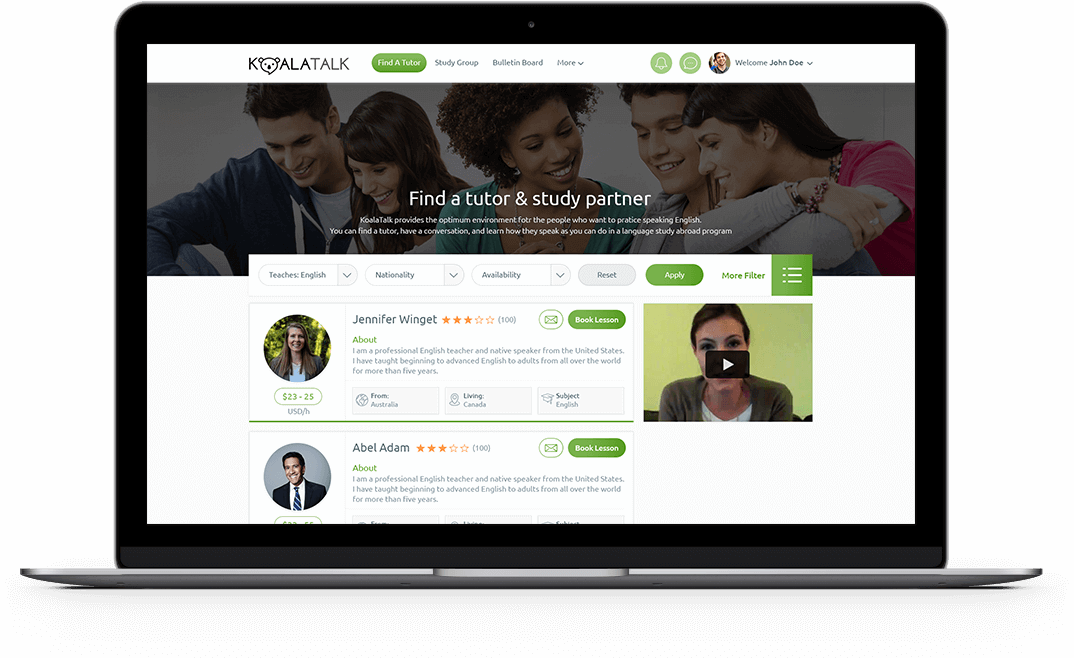 KOALATALK
Find A Tutor Study Group Bulletin Board More
Welcome John Doe
Find a tutor & study partner
KoalaTalk provides the optimum environment fotr the people who want to pratice speaking English.
You can find a tutor, have a conversation, and learn how they speak as you can do in a language study abroad program
Teaches: English Nationality Availability Reset Apply More Filter
Jennifer Winget (100) Book Lesson
About
I am a professional English teacher and native speaker from the United States.
I have taught beginning to advanced English to adults from all over the world
for more than five years.
$23 - 25
USD/h
From:
Australia
Living:
Canada
Subject
English
Abel Adam (100) Book Lesson
About
I am a professional English teacher and native speaker from the United States.
I have taught beginning to advanced English to adults from all over the world
for more than five years.